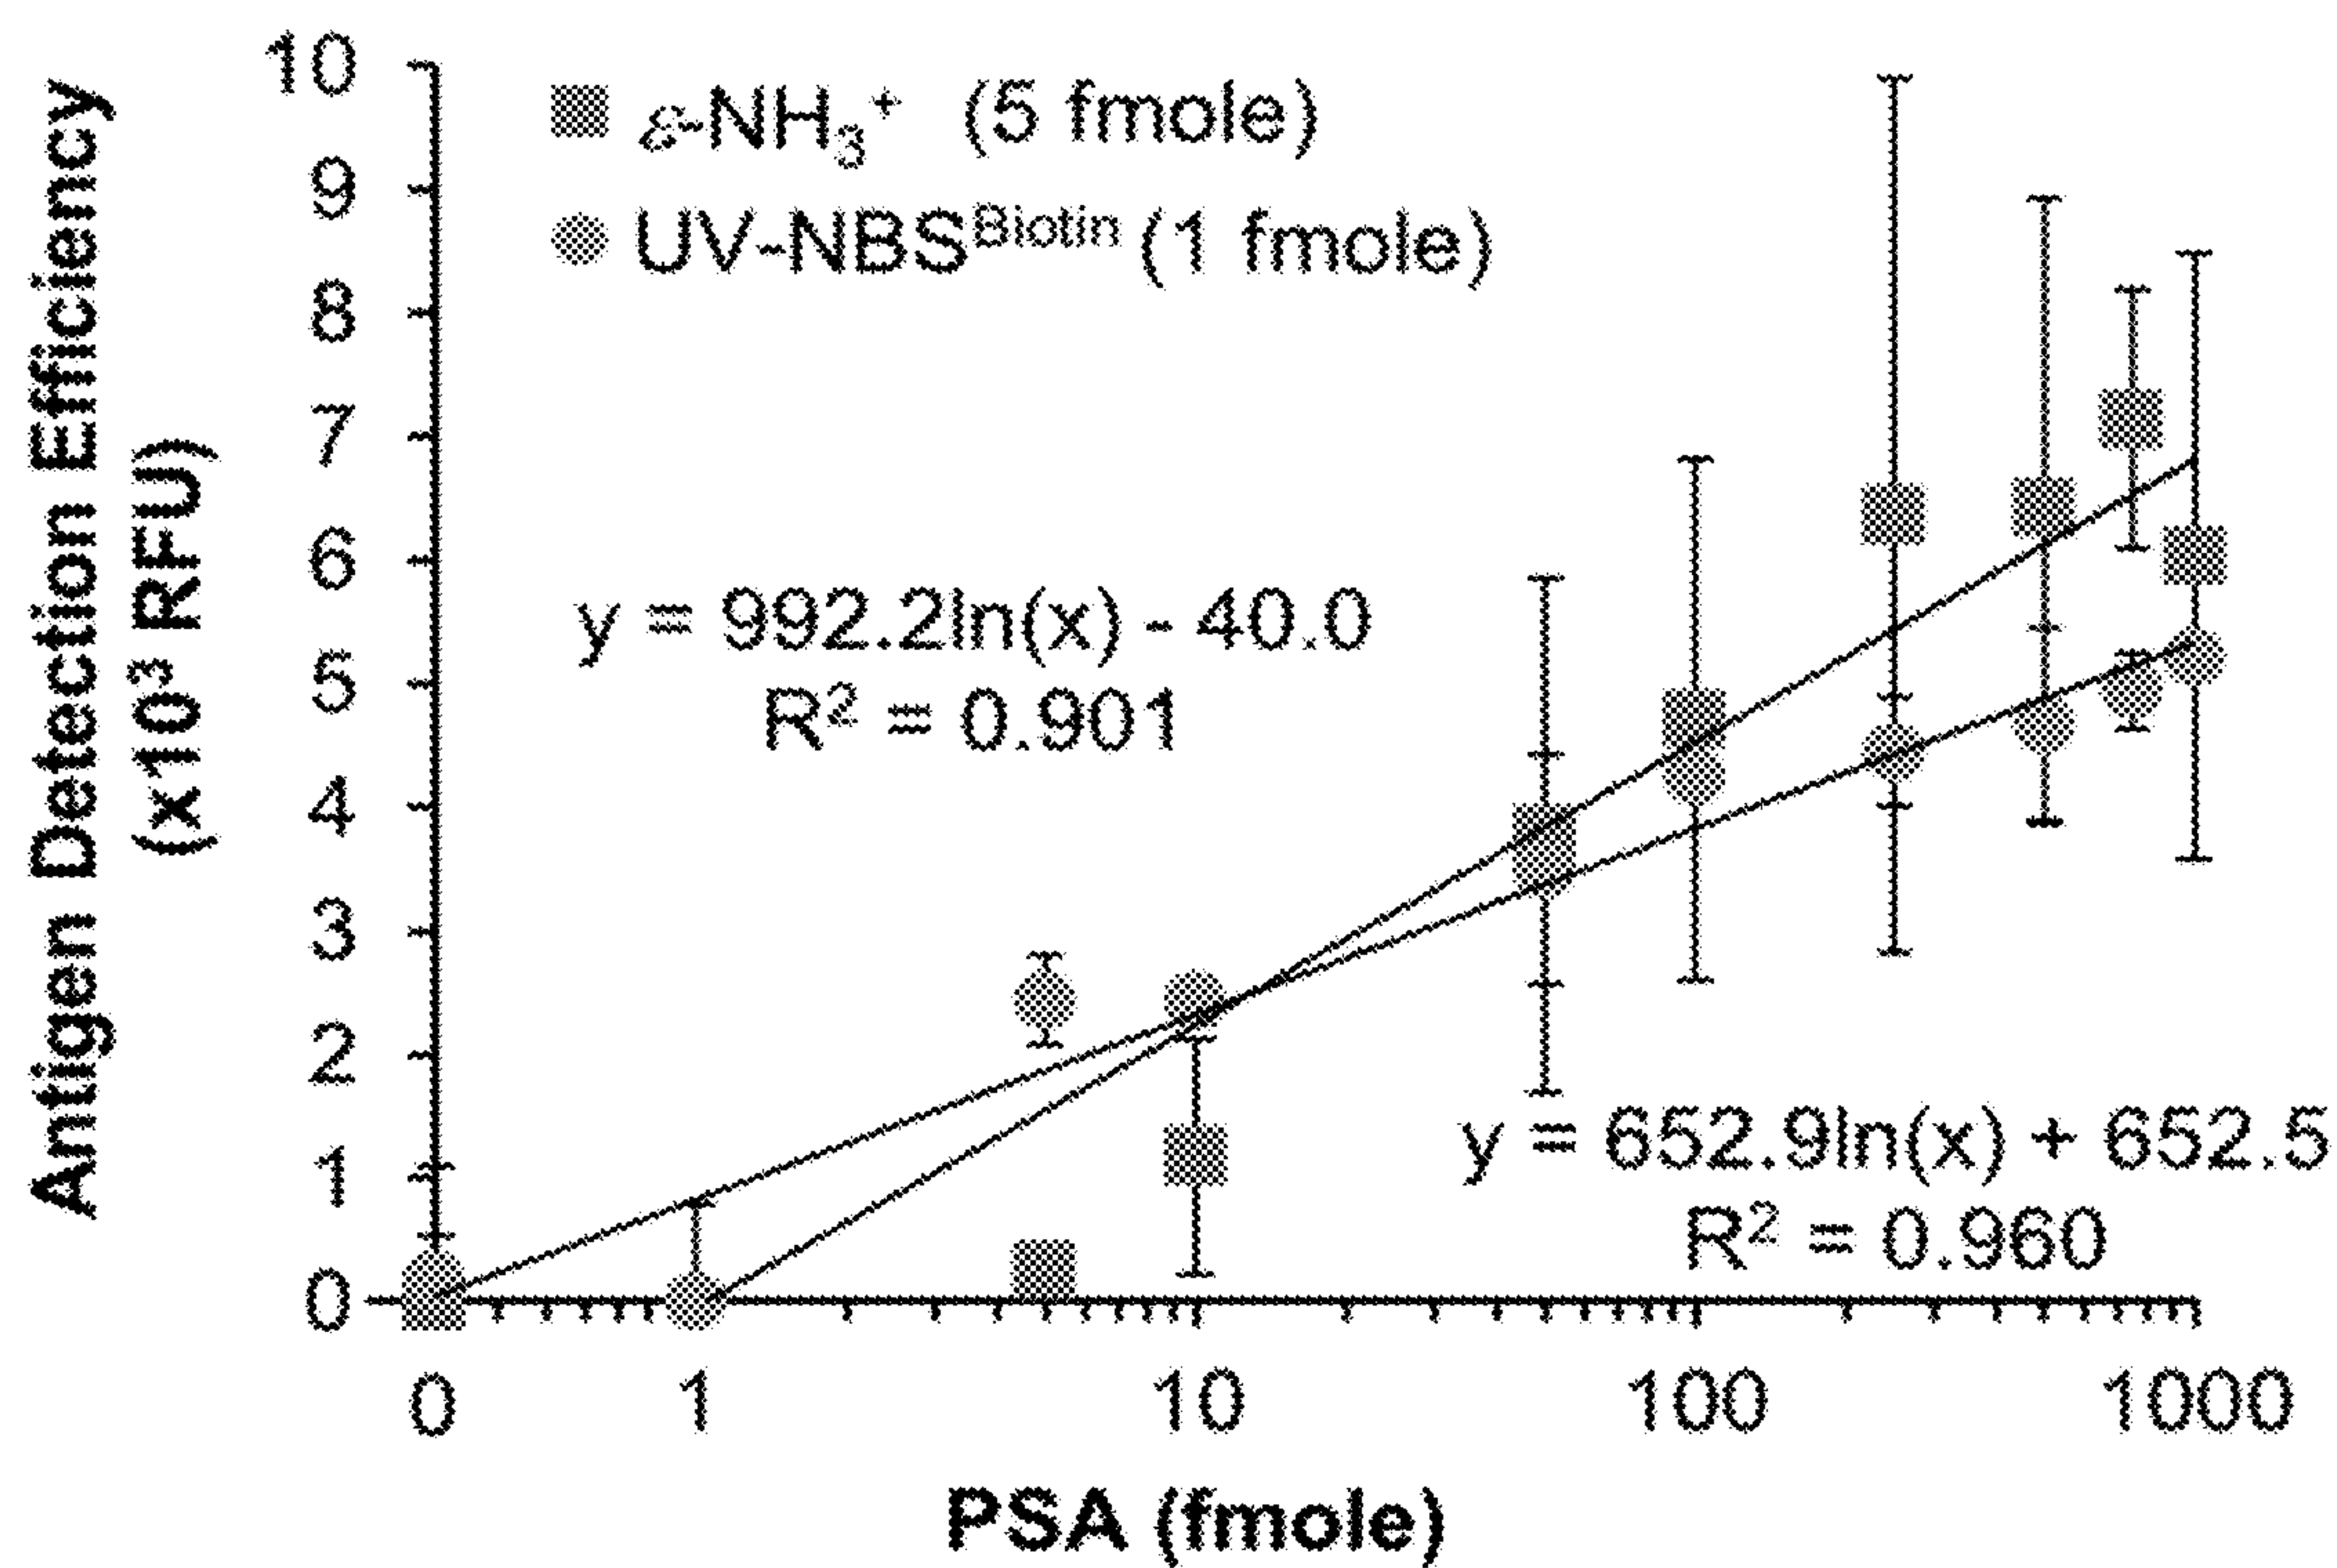 Antigen Detection Efficiency
(x10³ RFU)
10
9
8
7
6
5
4
3
2
1
0
ε-NH₃⁺ (5 fmole)
UV-NBSᴮⁱᵒᵗⁱⁿ (1 fmole)
y = 992.2ln(x) - 40.0
R² = 0.901
y = 652.9ln(x) + 652.5
R² = 0.960
0 1 10 100 1000
PSA (fmole)